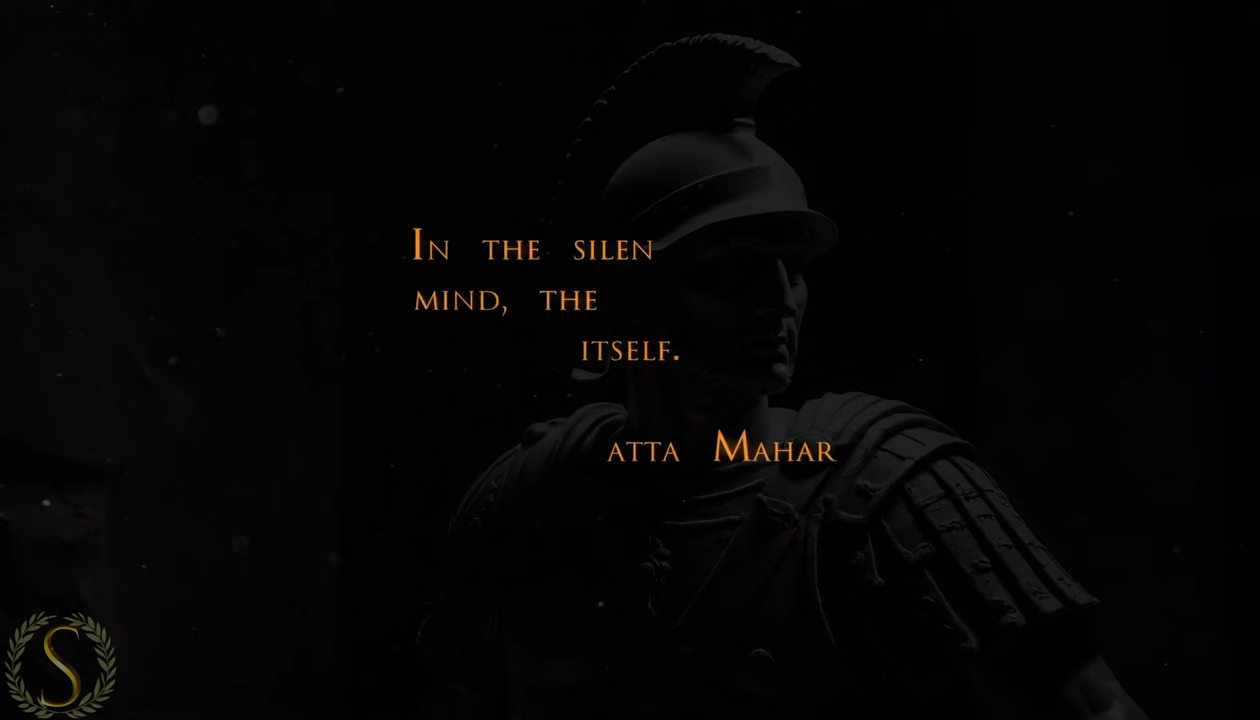 In the silen
mind, the
itself.
atta Mahar
S